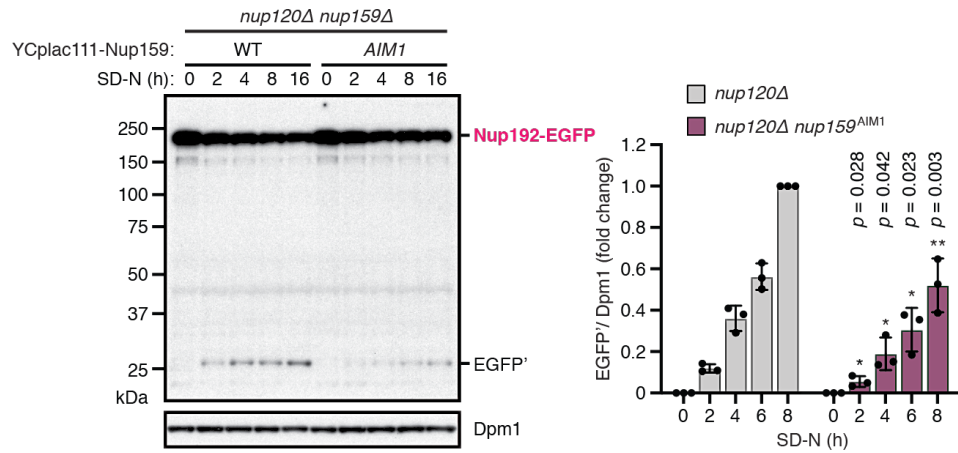 nup120Δ nup159Δ
YCplac111-Nup159: WT AIM1
SD-N (h): 0 2 4 8 16 0 2 4 8 16
250
150
100
75
50
37
25
kDa
Nup192-EGFP
EGFP'
Dpm1
nup120Δ
nup120Δ nup159AIM1
p = 0.028
p = 0.042
p = 0.023
p = 0.003
EGFP'/ Dpm1 (fold change)
1.2
1.0
0.8
0.6
0.4
0.2
0
* * * **
0 2 4 6 8 0 2 4 6 8
SD-N (h)